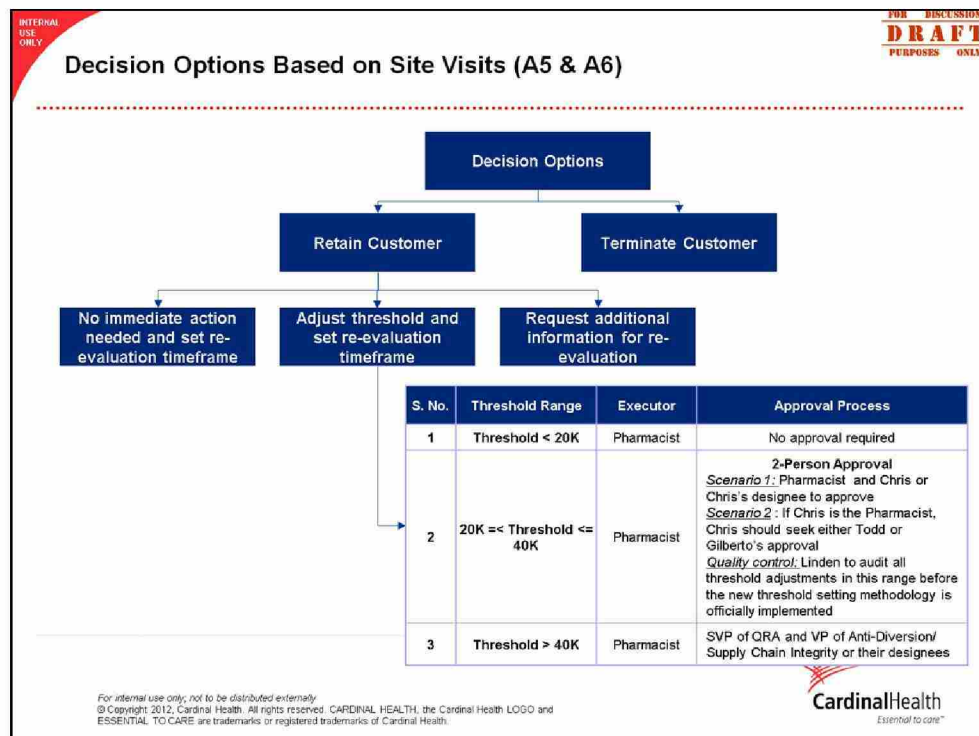 INTERNAL
USE
ONLY
FOR DISCUSSION
DRAFT
PURPOSES ONLY
Decision Options Based on Site Visits (A5 & A6)
Decision Options
Retain Customer
Terminate Customer
No immediate action
needed and set re-
evaluation timeframe
Adjust threshold and
set re-evaluation
timeframe
Request additional
information for re-
evaluation
S. No. Threshold Range Executor Approval Process
1 Threshold < 20K Pharmacist No approval required
2 20K =< Threshold <=
40K Pharmacist
2-Person Approval
Scenario 1: Pharmacist and Chris or
Chris's designee to approve
Scenario 2 : If Chris is the Pharmacist,
Chris should seek either Todd or
Gilberto's approval
Quality control: Linden to audit all
threshold adjustments in this range before
the new threshold setting methodology is
officially implemented
3 Threshold > 40K Pharmacist SVP of QRA and VP of Anti-Diversion/
Supply Chain Integrity or their designees
For internal use only; not to be distributed externally
© Copyright 2012, Cardinal Health. All rights reserved. CARDINAL HEALTH, the Cardinal Health LOGO and
ESSENTIAL TO CARE are trademarks or registered trademarks of Cardinal Health.
CardinalHealth
Essential to care™